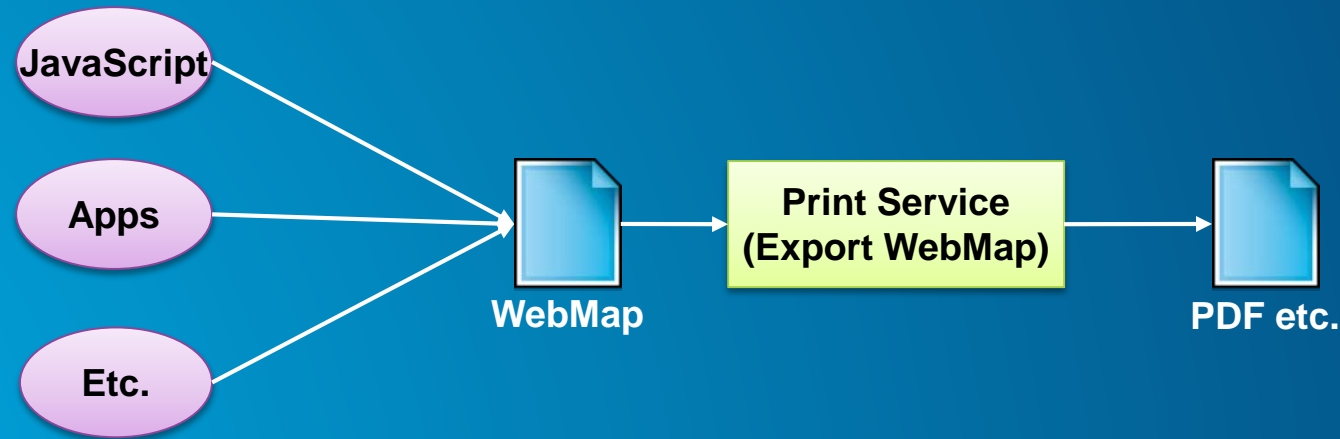 JavaScript
Apps
Etc.
WebMap
Print Service
(Export WebMap)
PDF etc.